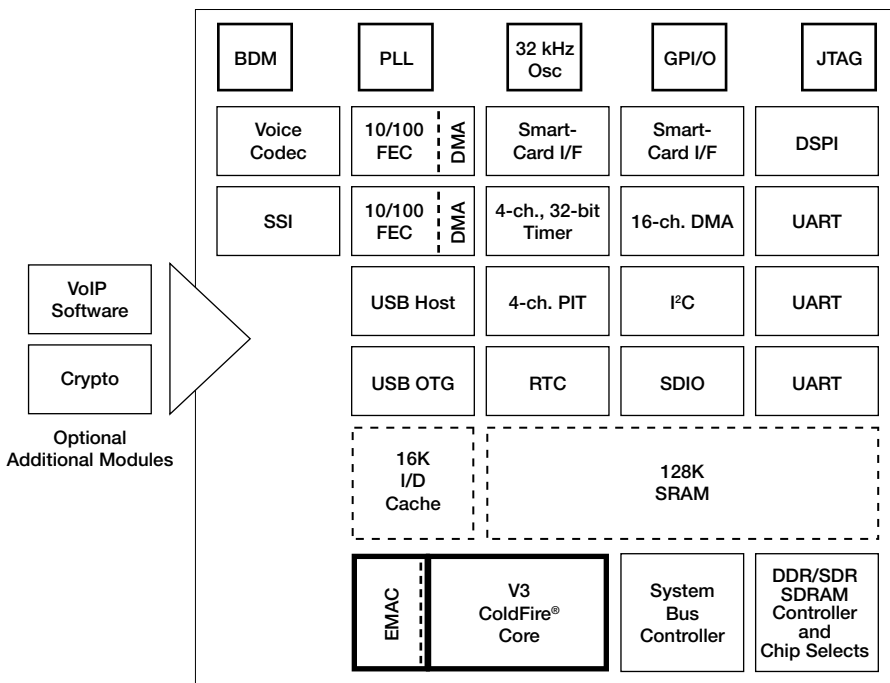 BDM
PLL
32 kHz
Osc
GPI/O
JTAG
Voice
Codec
10/100
FEC
DMA
Smart-
Card I/F
Smart-
Card I/F
DSPI
SSI
10/100
FEC
DMA
4-ch., 32-bit
Timer
16-ch. DMA
UART
VoIP
Software
USB Host
4-ch. PIT
I²C
UART
Crypto
USB OTG
RTC
SDIO
UART
Optional
Additional Modules
16K
I/D
Cache
128K
SRAM
EMAC
V3
ColdFire®
Core
System
Bus
Controller
DDR/SDR
SDRAM
Controller
and
Chip Selects